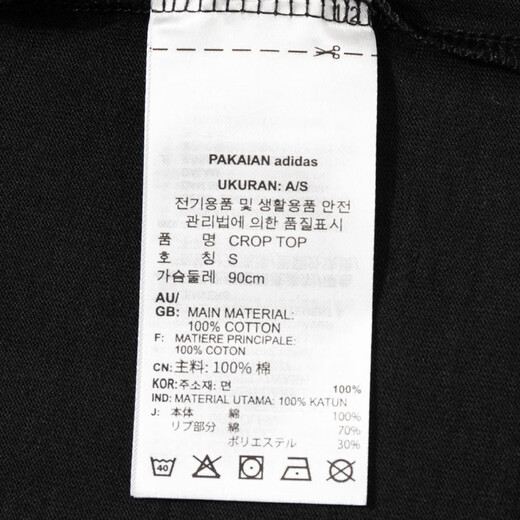 PAKAIAN adidas
UKURAN: A/S
전기용품 및 생활용품 안전
관리법에 의한 품질표시
품 명 CROP TOP
호 칭 S
가슴둘레 90cm
AU/
GB: MAIN MATERIAL:
100% COTTON
F: MATIERE PRINCIPALE:
100% COTON
CN: 主料: 100% 棉
KOR: 주소재: 면 100%
IND: MATERIAL UTAMA: 100% KATUN
J: 本体 綿 100%
リブ部分 綿 70%
ポリエステル 30%
40